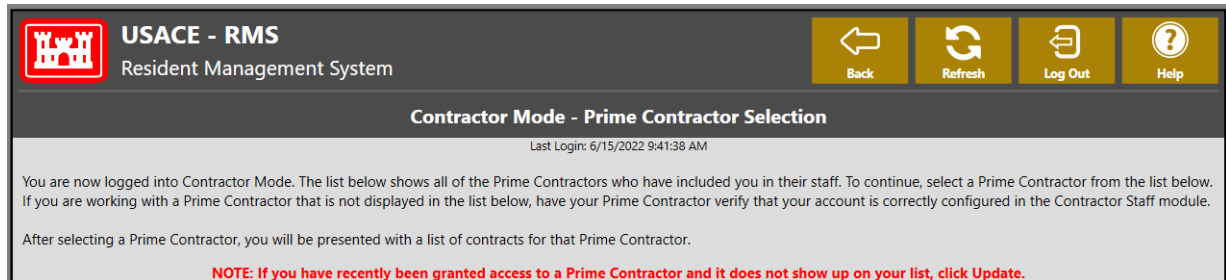 USACE - RMS
Resident Management System
Back
Refresh
Log Out
Help
Contractor Mode - Prime Contractor Selection
Last Login: 6/15/2022 9:41:38 AM
You are now logged into Contractor Mode. The list below shows all of the Prime Contractors who have included you in their staff. To continue, select a Prime Contractor from the list below.
If you are working with a Prime Contractor that is not displayed in the list below, have your Prime Contractor verify that your account is correctly configured in the Contractor Staff module.
After selecting a Prime Contractor, you will be presented with a list of contracts for that Prime Contractor.
NOTE: If you have recently been granted access to a Prime Contractor and it does not show up on your list, click Update.